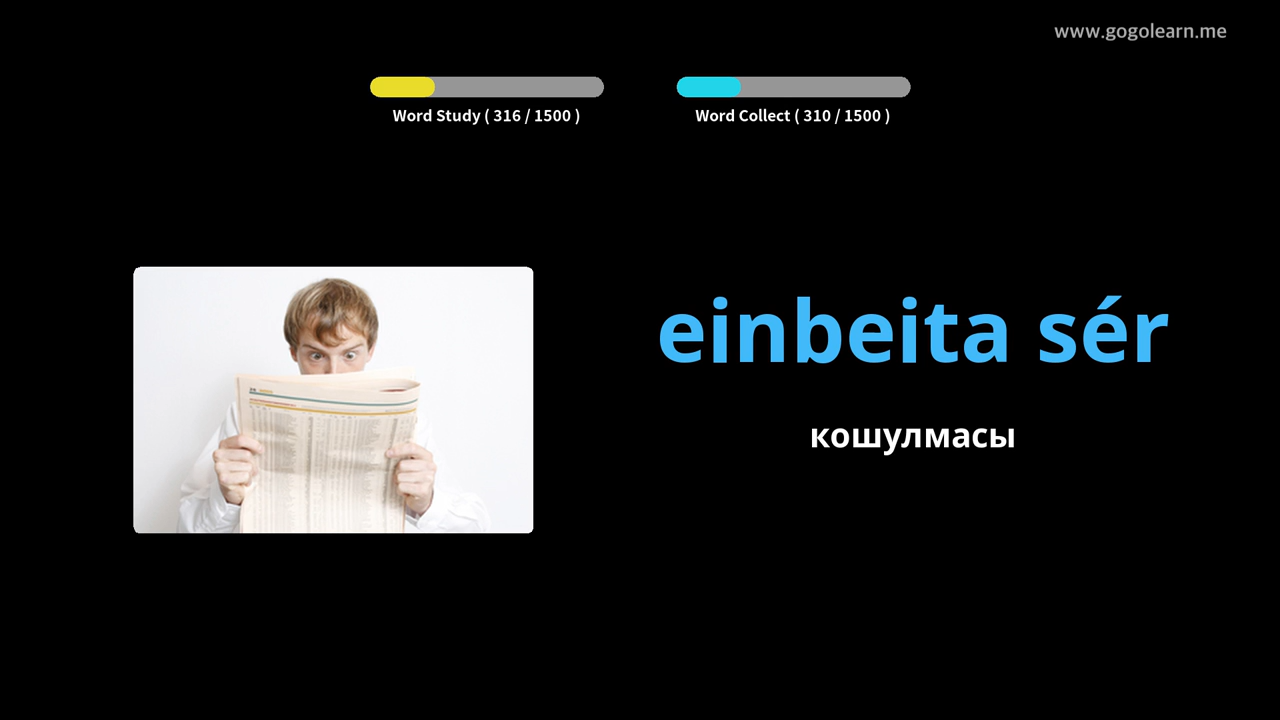 www.gogolearn.me
Word Study ( 316 / 1500 )
Word Collect ( 310 / 1500 )
einbeita sér
кошулмасы